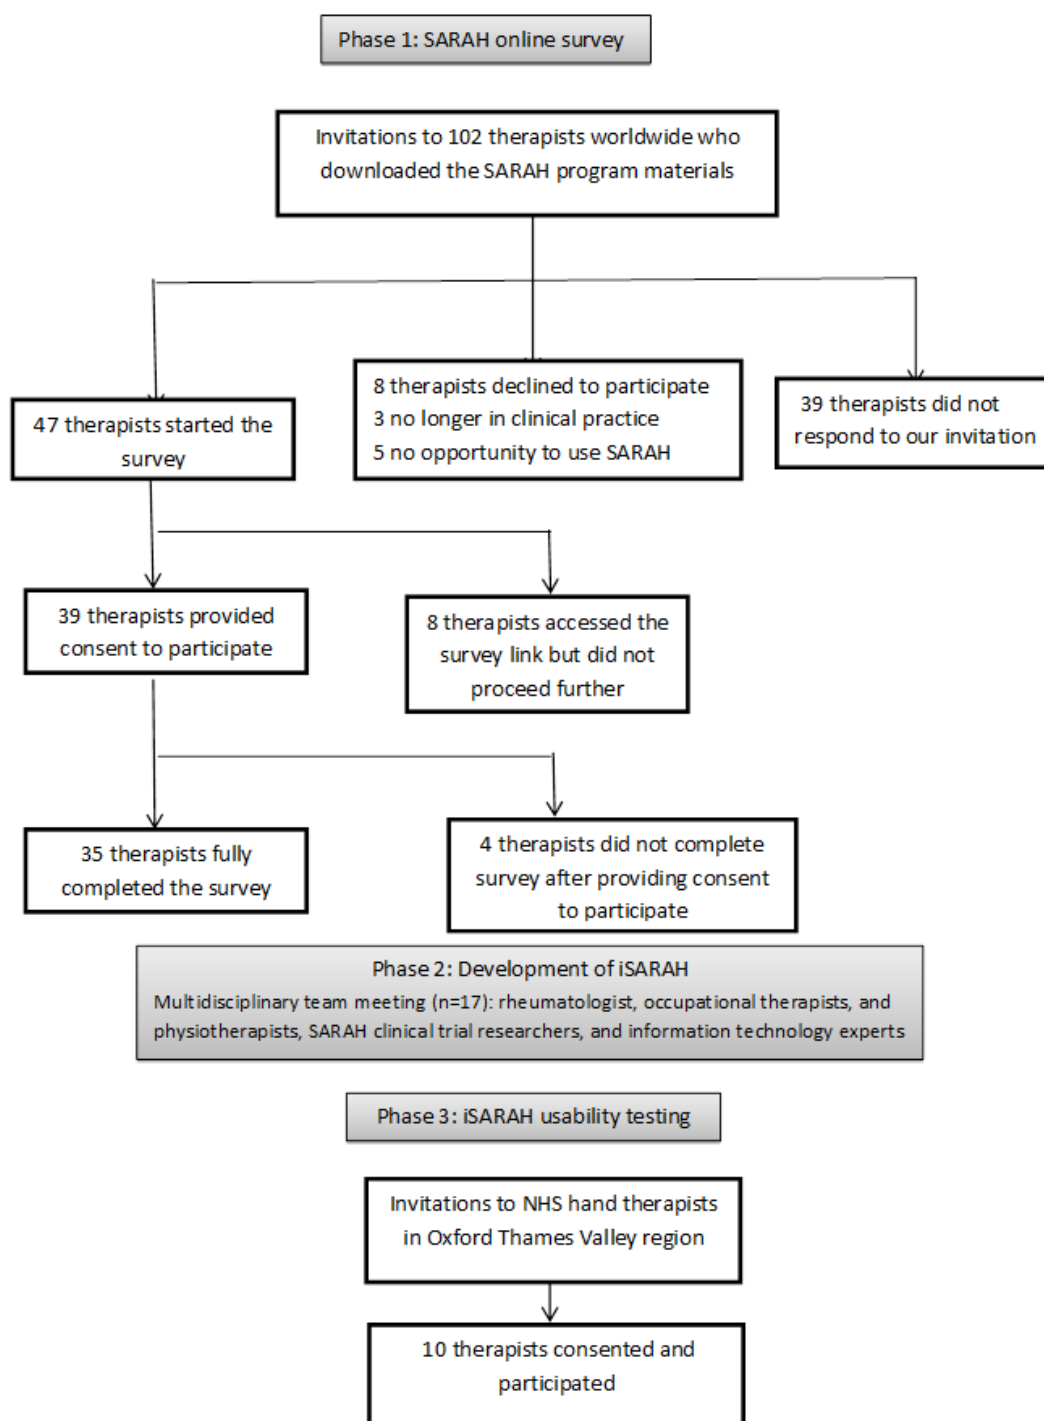 Phase 1: SARAH online survey
Invitations to 102 therapists worldwide who
downloaded the SARAH program materials
47 therapists started the
survey
8 therapists declined to participate
3 no longer in clinical practice
5 no opportunity to use SARAH
39 therapists did not
respond to our invitation
39 therapists provided
consent to participate
8 therapists accessed the
survey link but did not
proceed further
35 therapists fully
completed the survey
4 therapists did not complete
survey after providing consent
to participate
Phase 2: Development of iSARAH
Multidisciplinary team meeting (n=17): rheumatologist, occupational therapists, and
physiotherapists, SARAH clinical trial researchers, and information technology experts
Phase 3: iSARAH usability testing
Invitations to NHS hand therapists
in Oxford Thames Valley region
10 therapists consented and
participated